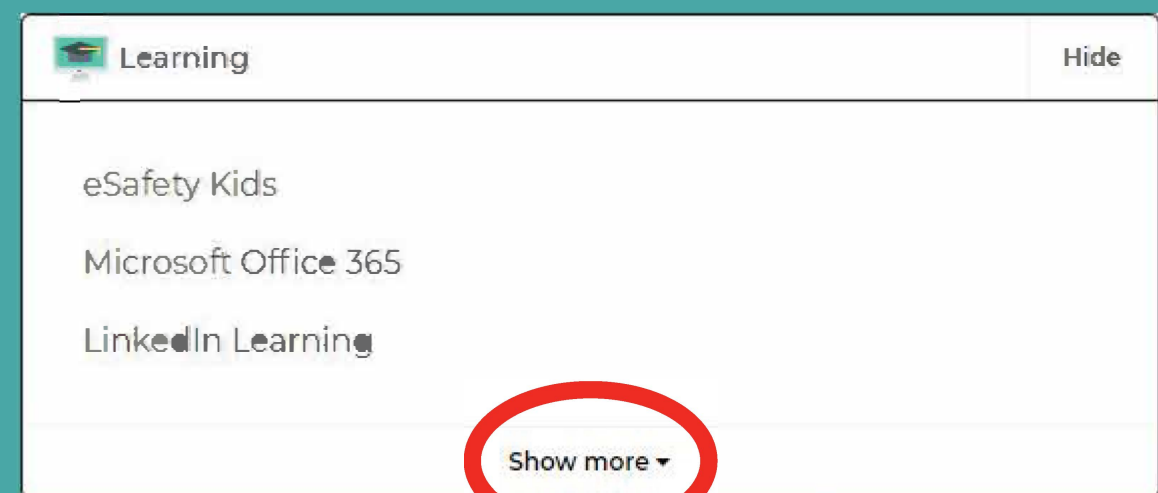 Learning
Hide
eSafety Kids
Microsoft Office 365
LinkedIn Learning
Show more